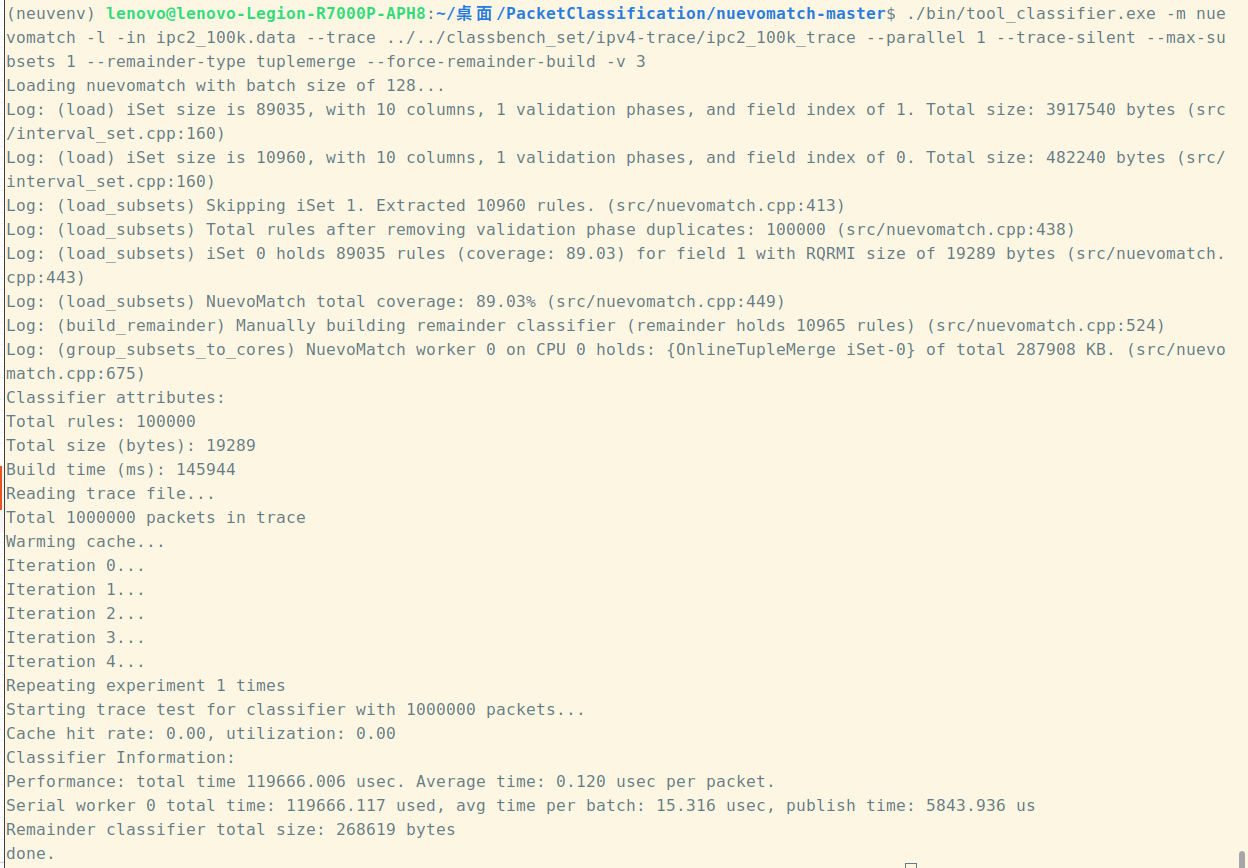 (neuvenv) lenovo@lenovo-Legion-R7000P-APH8:~/桌面/PacketClassification/nuevomatch-master$ ./bin/tool_classifier.exe -m nue
vomatch -l -in ipc2_100k.data --trace ../../classbench_set/ipv4-trace/ipc2_100k_trace --parallel 1 --trace-silent --max-su
bsets 1 --remainder-type tuplemerge --force-remainder-build -v 3
Loading nuevomatch with batch size of 128...
Log: (load) iSet size is 89035, with 10 columns, 1 validation phases, and field index of 1. Total size: 3917540 bytes (src
/interval_set.cpp:160)
Log: (load) iSet size is 10960, with 10 columns, 1 validation phases, and field index of 0. Total size: 482240 bytes (src/
interval_set.cpp:160)
Log: (load_subsets) Skipping iSet 1. Extracted 10960 rules. (src/nuevomatch.cpp:413)
Log: (load_subsets) Total rules after removing validation phase duplicates: 100000 (src/nuevomatch.cpp:438)
Log: (load_subsets) iSet 0 holds 89035 rules (coverage: 89.03) for field 1 with RQRMI size of 19289 bytes (src/nuevomatch.
cpp:443)
Log: (load_subsets) NuevoMatch total coverage: 89.03% (src/nuevomatch.cpp:449)
Log: (build_remainder) Manually building remainder classifier (remainder holds 10965 rules) (src/nuevomatch.cpp:524)
Log: (group_subsets_to_cores) NuevoMatch worker 0 on CPU 0 holds: {OnlineTupleMerge iSet-0} of total 287908 KB. (src/nuevo
match.cpp:675)
Classifier attributes:
Total rules: 100000
Total size (bytes): 19289
Build time (ms): 145944
Reading trace file...
Total 1000000 packets in trace
Warming cache...
Iteration 0...
Iteration 1...
Iteration 2...
Iteration 3...
Iteration 4...
Repeating experiment 1 times
Starting trace test for classifier with 1000000 packets...
Cache hit rate: 0.00, utilization: 0.00
Classifier Information:
Performance: total time 119666.006 usec. Average time: 0.120 usec per packet.
Serial worker 0 total time: 119666.117 used, avg time per batch: 15.316 usec, publish time: 5843.936 us
Remainder classifier total size: 268619 bytes
done.